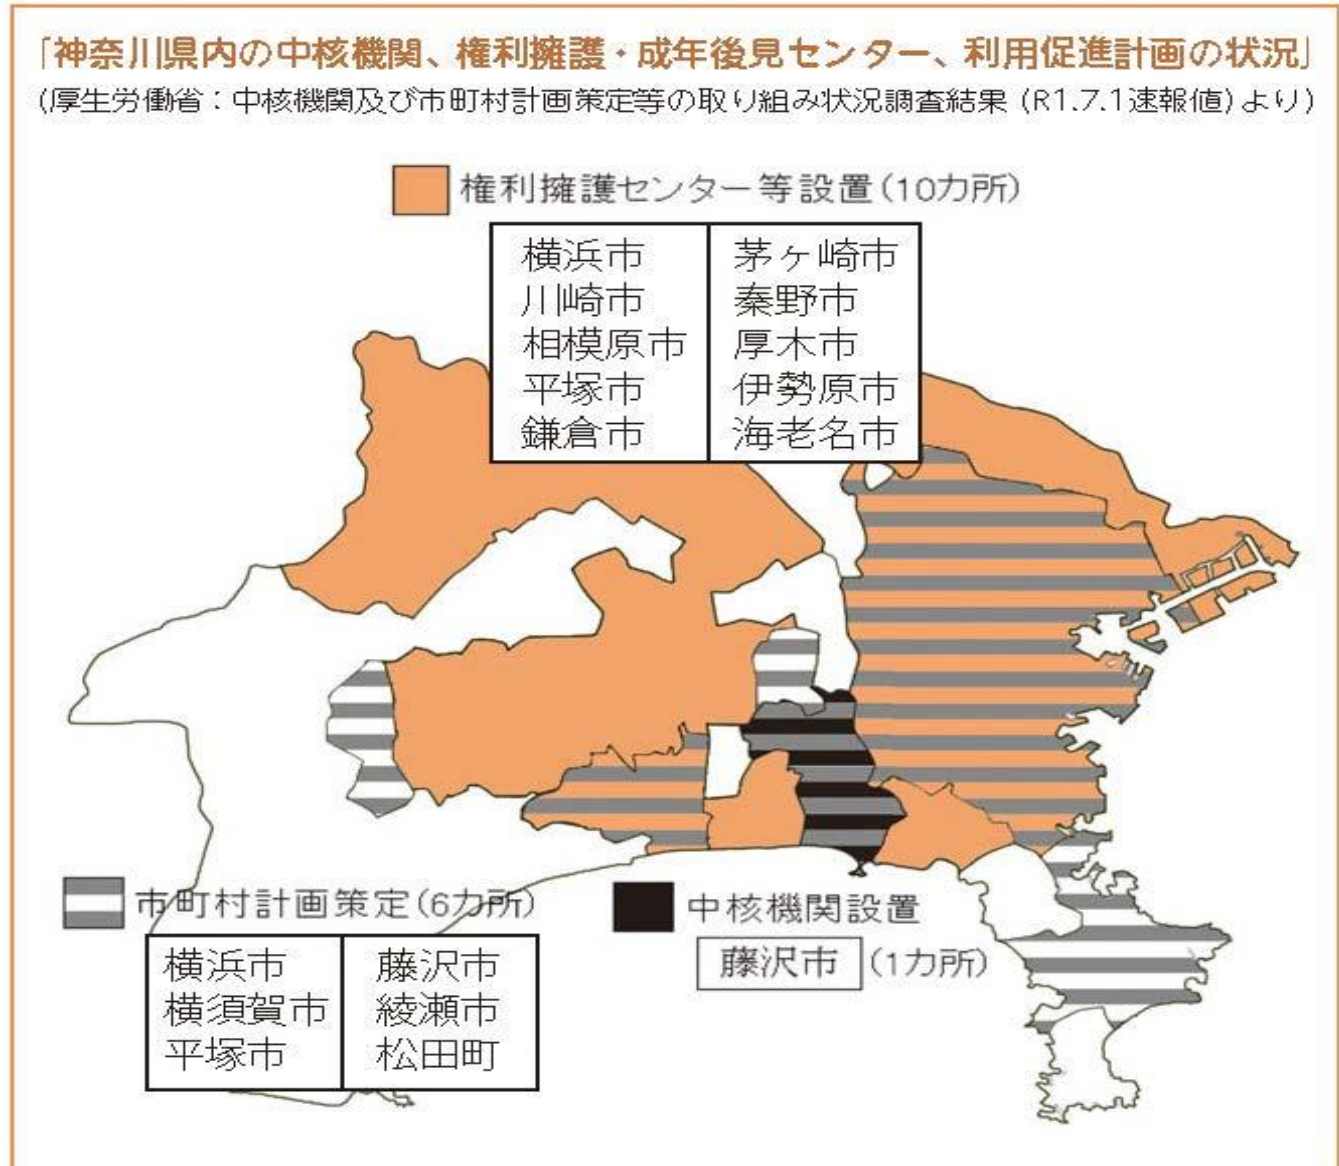 「神奈川県内の中核機関、権利擁護・成年後見センター、利用促進計画の状況」
(厚生労働省：中核機関及び市町村計画策定等の取り組み状況調査結果 (R1.7.1速報値)より)
権利擁護センター等設置(10カ所)
横浜市
川崎市
相模原市
平塚市
鎌倉市
茅ヶ崎市
秦野市
厚木市
伊勢原市
海老名市
市町村計画策定(6カ所)
横浜市
横須賀市
平塚市
藤沢市
綾瀬市
松田町
中核機関設置
藤沢市 (1カ所)